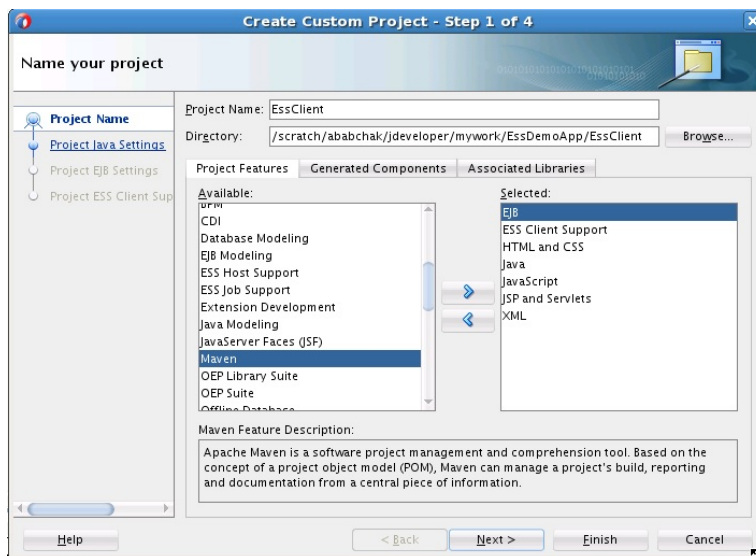 Create Custom Project - Step 1 of 4
Name your project
Project Name
Project Java Settings
Project EJB Settings
Project ESS Client Sup
Project Name: EssClient
Directory: /scratch/ababchak/jdeveloper/mywork/EssDemoApp/EssClient Browse...
Project Features Generated Components Associated Libraries
Available:
BPM
CDI
Database Modeling
EJB Modeling
ESS Host Support
ESS Job Support
Extension Development
Java Modeling
JavaServer Faces (JSF)
Maven
OEP Library Suite
OEP Suite
Offline Database
Selected:
EJB
ESS Client Support
HTML and CSS
Java
JavaScript
JSP and Servlets
XML
Maven Feature Description:
Apache Maven is a software project management and comprehension tool. Based on the
concept of a project object model (POM), Maven can manage a project's build, reporting
and documentation from a central piece of information.
Help < Back Next > Finish Cancel